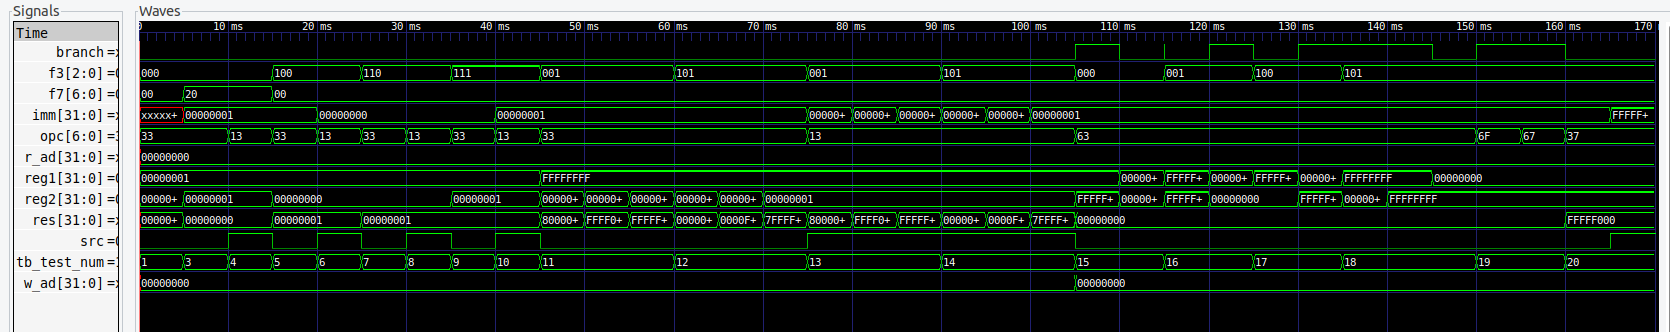 Signals Waves
Time 0 10 ms 20 ms 30 ms 40 ms 50 ms 60 ms 70 ms 80 ms 90 ms 100 ms 110 ms 120 ms 130 ms 140 ms 150 ms 160 ms 170
branch =x
f3[2:0] =0 000 100 110 111 001 101 001 101 000 001 100 101
f7[6:0] =0 00 20 00
imm[31:0] =x xxxxx+ 00000001 00000000 00000001 00000+ 00000+ 00000+ 00000+ 00000+ 00000001 FFFFF+
opc[6:0] =3 33 13 33 13 33 13 33 13 33 13 63 6F 67 37
r_ad[31:0] =x 00000000
reg1[31:0] =x 00000001 FFFFFFFF 00000+ FFFFF+ 00000+ FFFFF+ 00000+ FFFFFFFF 00000000
reg2[31:0] =x 00000+ 00000001 00000000 00000001 00000+ 00000+ 00000+ 00000+ 00000+ 00000001 FFFFF+ 00000+ FFFFF+ 00000000 FFFFF+ 00000+ FFFFFFFF
res[31:0] =x 00000+ 00000000 00000001 00000001 80000+ FFF0+ FFFFF+ 00000+ 0000F+ 7FFFF+ 80000+ FFFF0+ FFFFF+ 00000+ 0000F+ 7FFFF+ 00000000 FFFFF000
src =0
tb_test_num =1 1 3 4 5 6 7 8 9 10 11 12 13 14 15 16 17 18 19 20
w_ad[31:0] =x 00000000 00000000